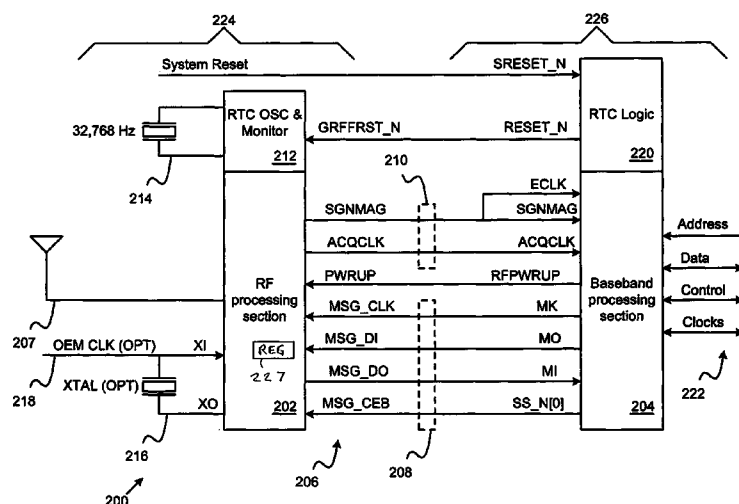 224
226
System Reset
SRESET_N
32,768 Hz
RTC OSC &
Monitor
212
GRFFRST_N
RESET_N
RTC Logic
220
214
210
ECLK
SGNMAG
SGNMAG
ACQCLK
ACQCLK
PWRUP
RFPWRUP
MSG_CLK
MK
MSG_DI
MO
MSG_DO
MI
MSG_CEB
SS_N[0]
RF
processing
section
REG
227
202
Baseband
processing
section
204
Address
Data
Control
Clocks
222
207
OEM CLK (OPT)
XI
218
XTAL (OPT)
XO
216
200
206
208